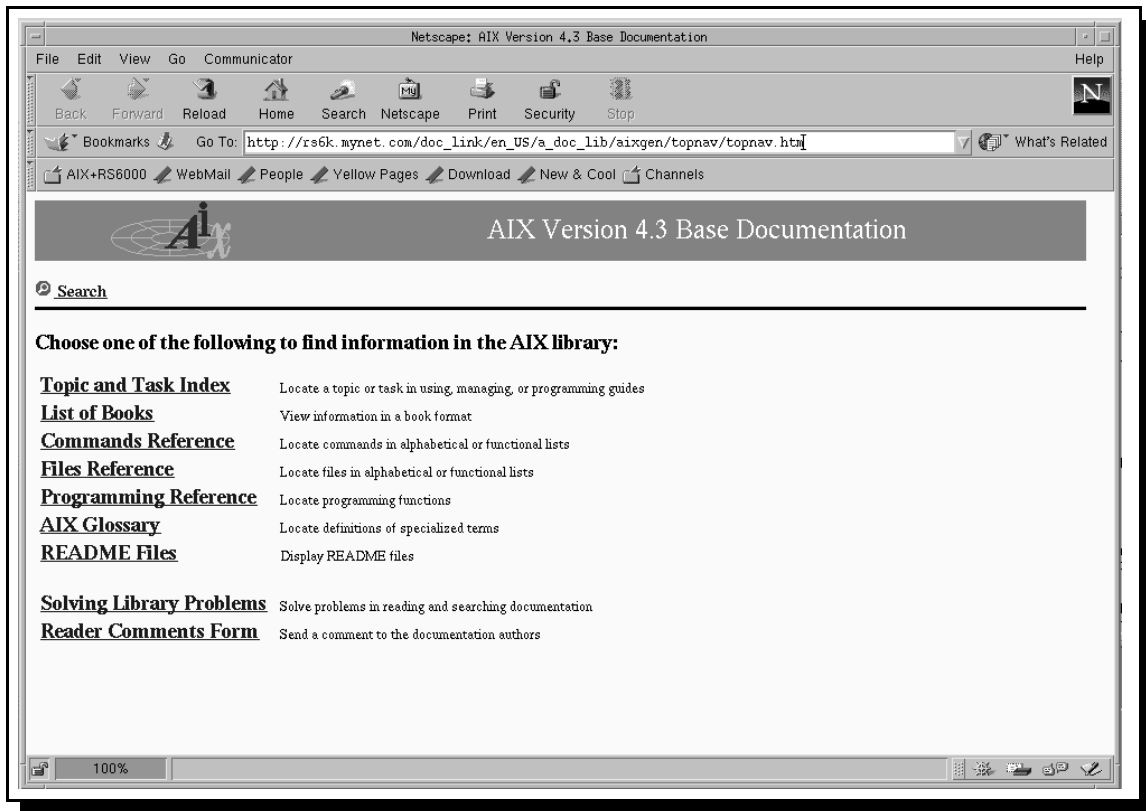 Netscape: AIX Version 4.3 Base Documentation
File Edit View Go Communicator Help
Back Forward Reload Home Search Netscape Print Security Stop
My
N
Bookmarks Go To: http://rs6k.mynet.com/doc_link/en_US/a_doc_lib/aixgen/topnav/topnav.htm What's Related
AIX+RS6000 WebMail People Yellow Pages Download New & Cool Channels
Aix AIX Version 4.3 Base Documentation
Search
Choose one of the following to find information in the AIX library:
Topic and Task Index Locate a topic or task in using, managing, or programming guides
List of Books View information in a book format
Commands Reference Locate commands in alphabetical or functional lists
Files Reference Locate files in alphabetical or functional lists
Programming Reference Locate programming functions
AIX Glossary Locate definitions of specialized terms
README Files Display README files
Solving Library Problems Solve problems in reading and searching documentation
Reader Comments Form Send a comment to the documentation authors
100%